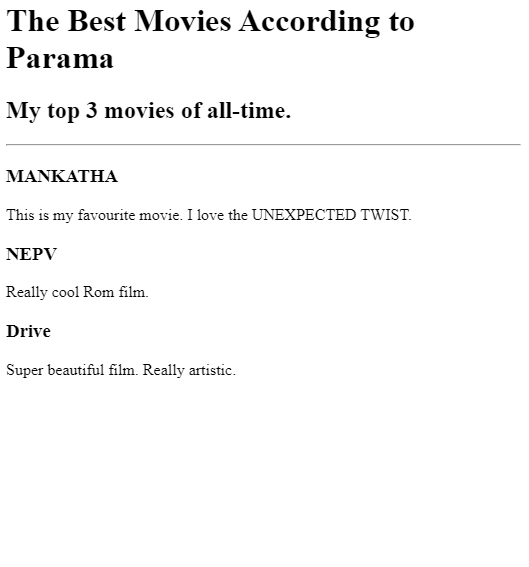 The Best Movies According to
Parama
My top 3 movies of all-time.
MANKATHA
This is my favourite movie. I love the UNEXPECTED TWIST.
NEPV
Really cool Rom film.
Drive
Super beautiful film. Really artistic.